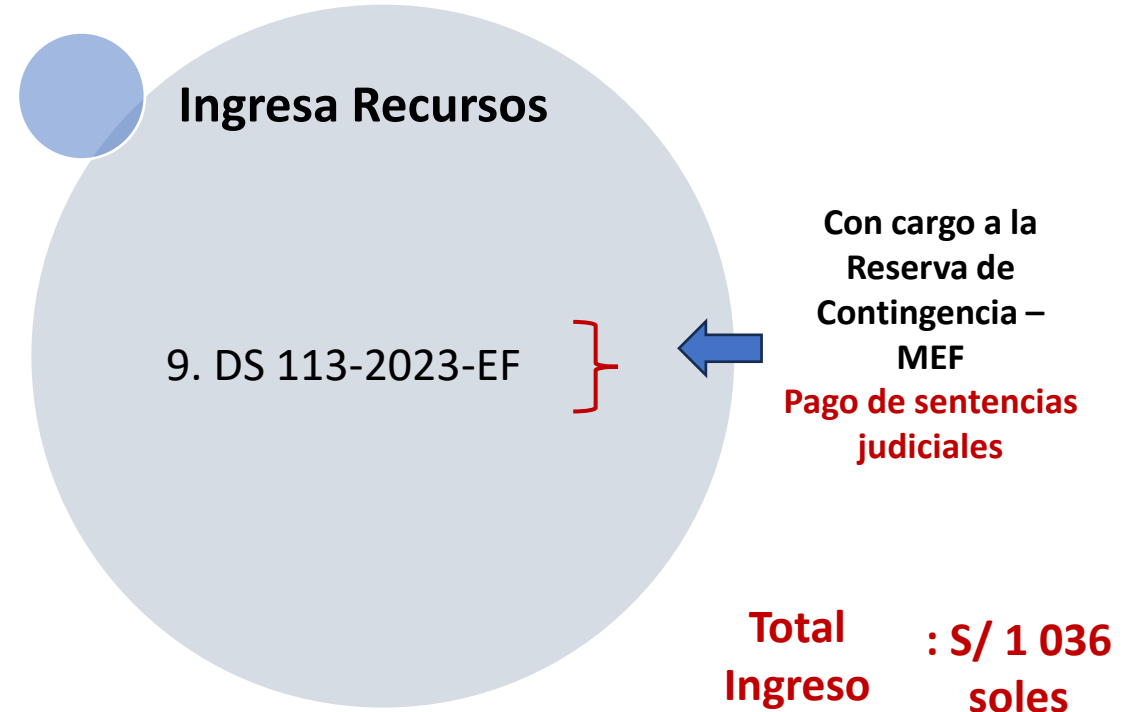 Ingresa Recursos
9. DS 113-2023-EF
Con cargo a la
Reserva de
Contingencia –
MEF
Pago de sentencias
judiciales
Total
Ingreso
: S/ 1 036
soles